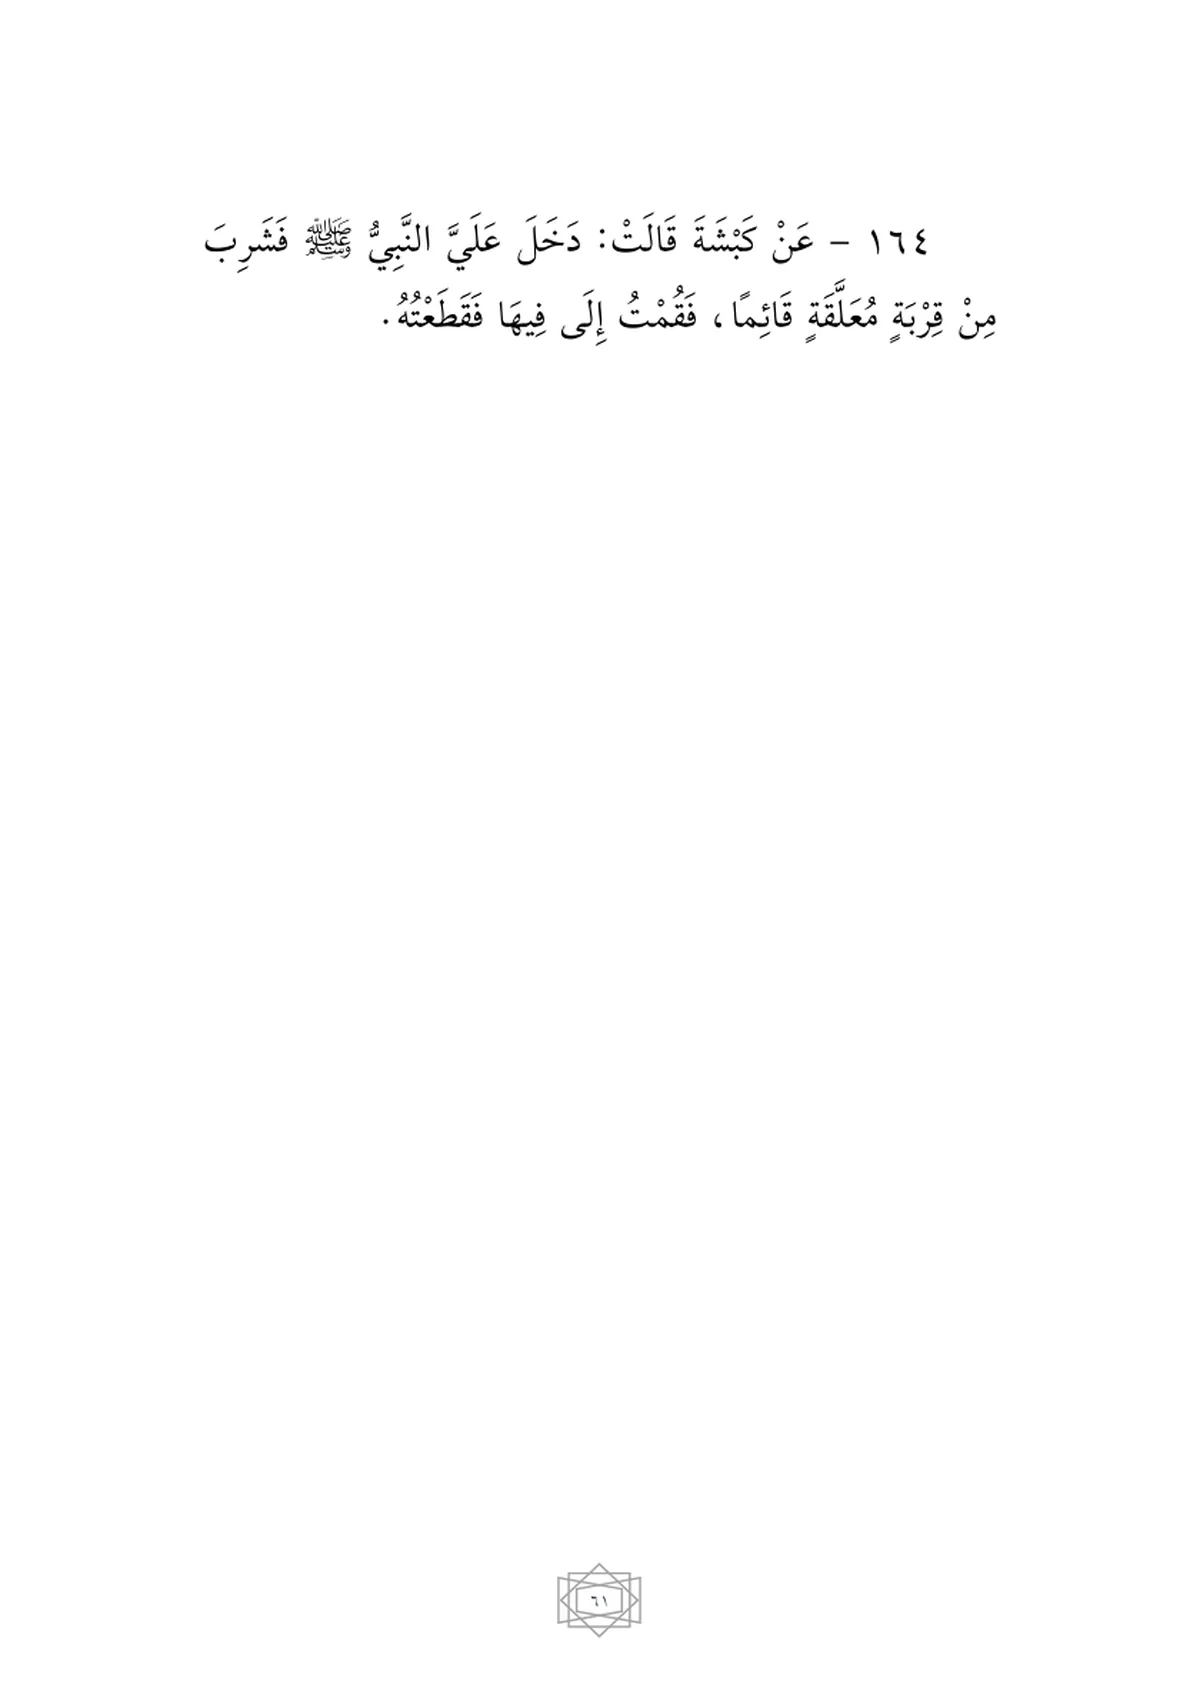 ١٦٤ – عَنْ كَبْشَةَ قَالَتْ: دَخَلَ عَلَيَّ النَّبِيُّ ﷺ فَشَرِبَ
مِنْ قِرْبَةٍ مُعَلَّقَةٍ قَائِمًا، فَقُمْتُ إِلَى فِيهَا فَقَطَعْتُهُ.
٦١